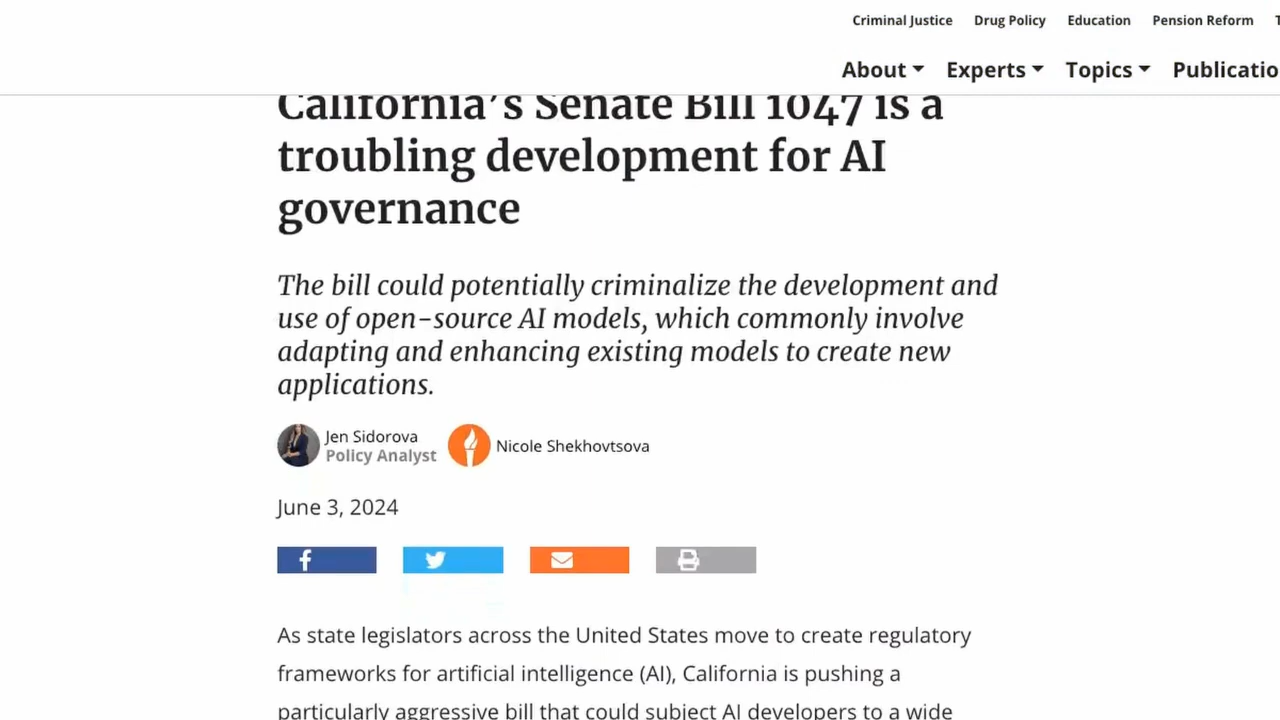 Criminal Justice Drug Policy Education Pension Reform
About Experts Topics Publicatio
California's Senate Bill 1047 is a
troubling development for AI
governance
The bill could potentially criminalize the development and
use of open-source AI models, which commonly involve
adapting and enhancing existing models to create new
applications.
Jen Sidorova
Policy Analyst
Nicole Shekhovtsova
June 3, 2024
As state legislators across the United States move to create regulatory
frameworks for artificial intelligence (AI), California is pushing a
particularly aggressive bill that could subject AI developers to a wide